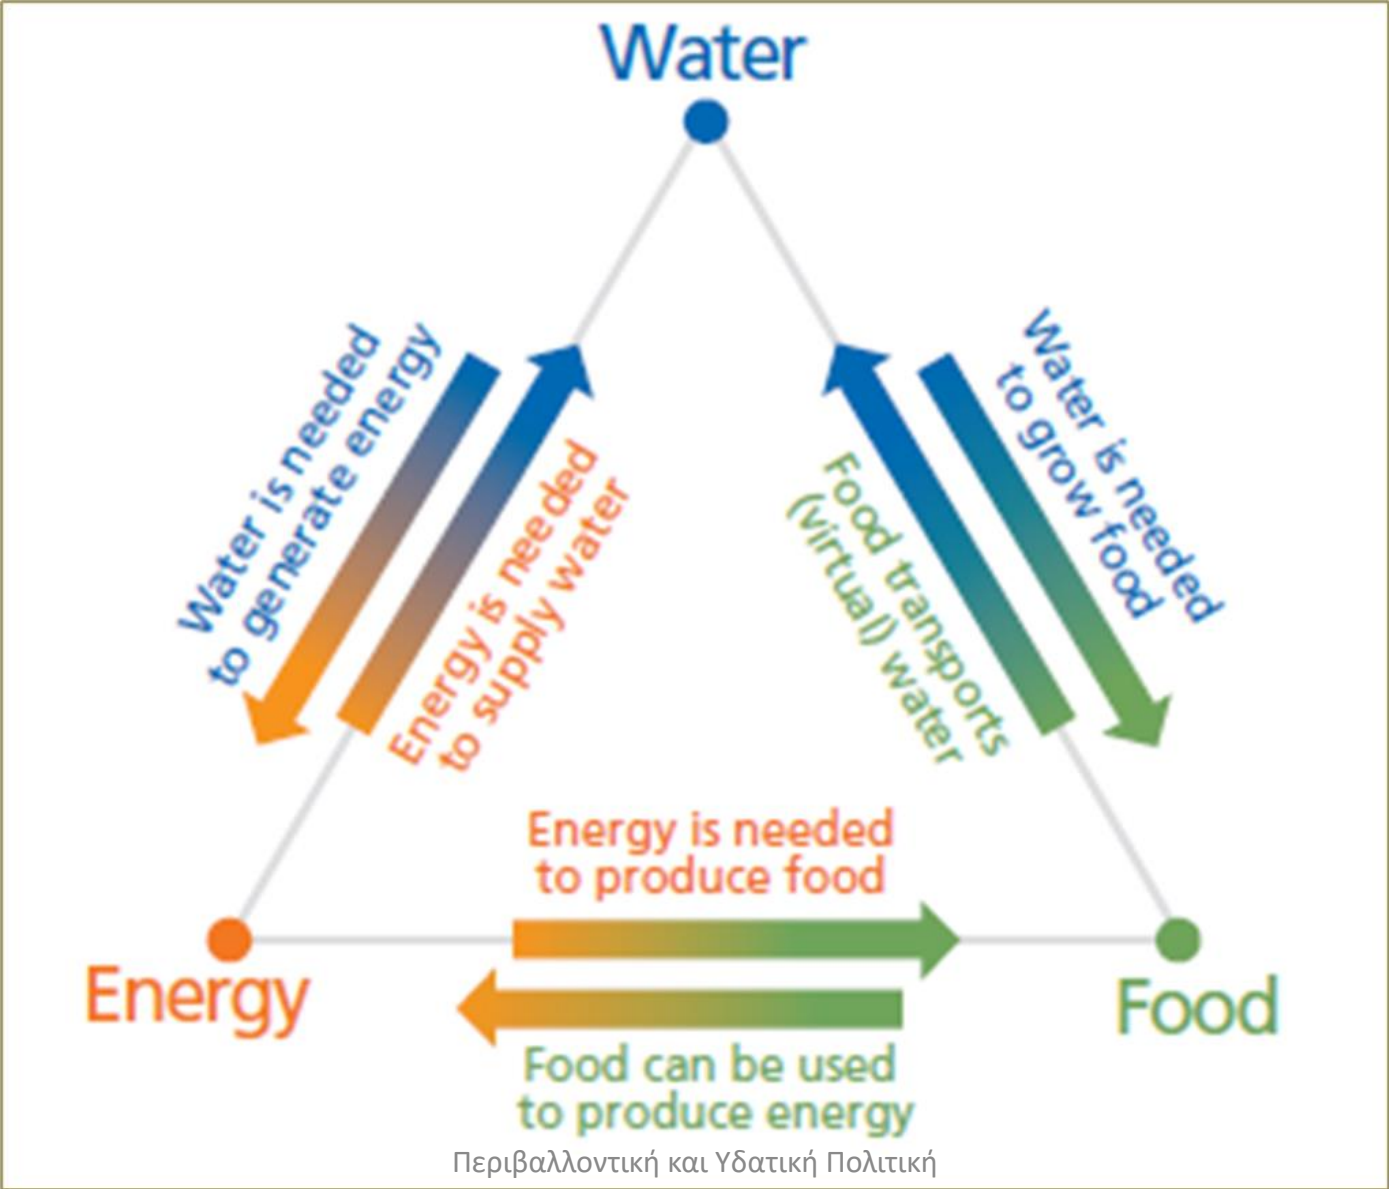 Water
Water is needed
to generate energy
Energy is needed
to supply water
Food transports
(virtual) water
Water is needed
to grow food
Energy is needed
to produce food
Energy
Food
Food can be used
to produce energy
Περιβαλλοντική και Υδατική Πολιτική